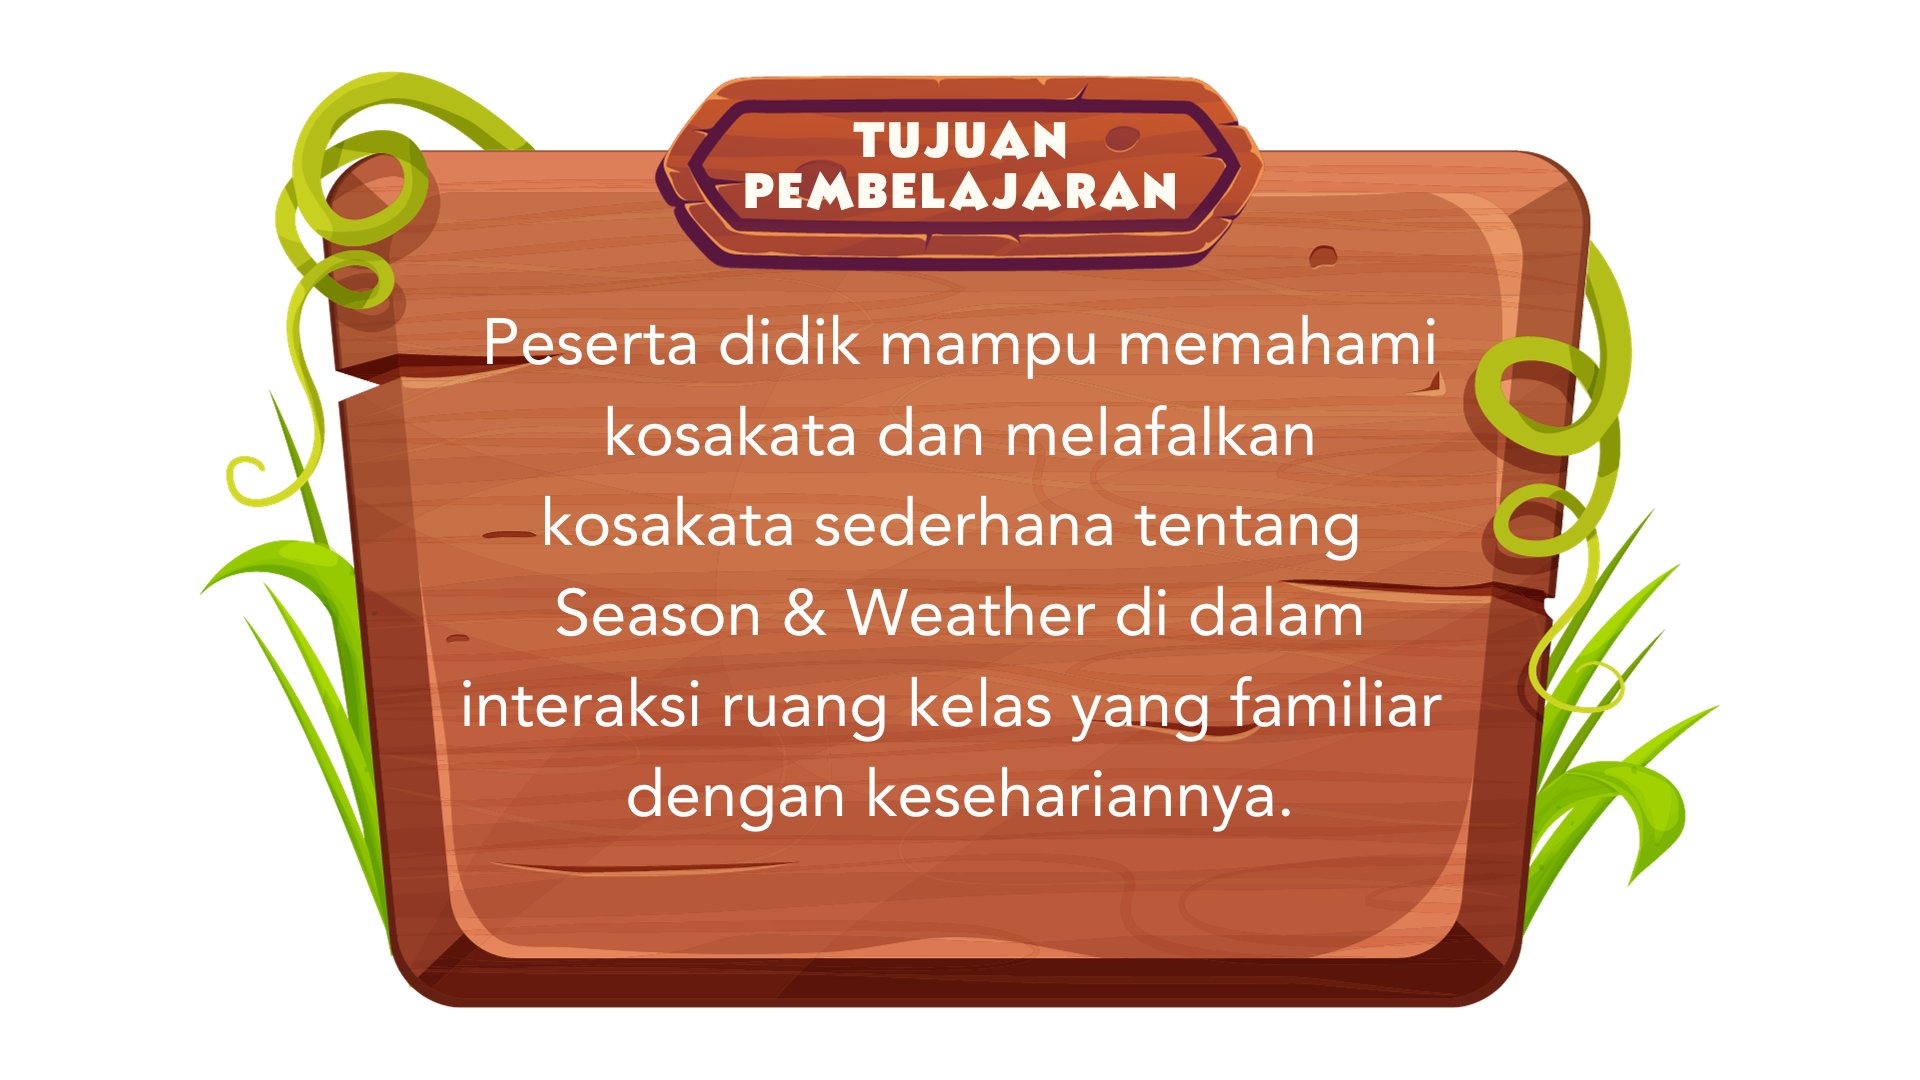 TUJUAN
PEMBELAJARAN
Peserta didik mampu memahami
kosakata dan melafalkan
kosakata sederhana tentang
Season & Weather di dalam
interaksi ruang kelas yang familiar
dengan kesehariannya.